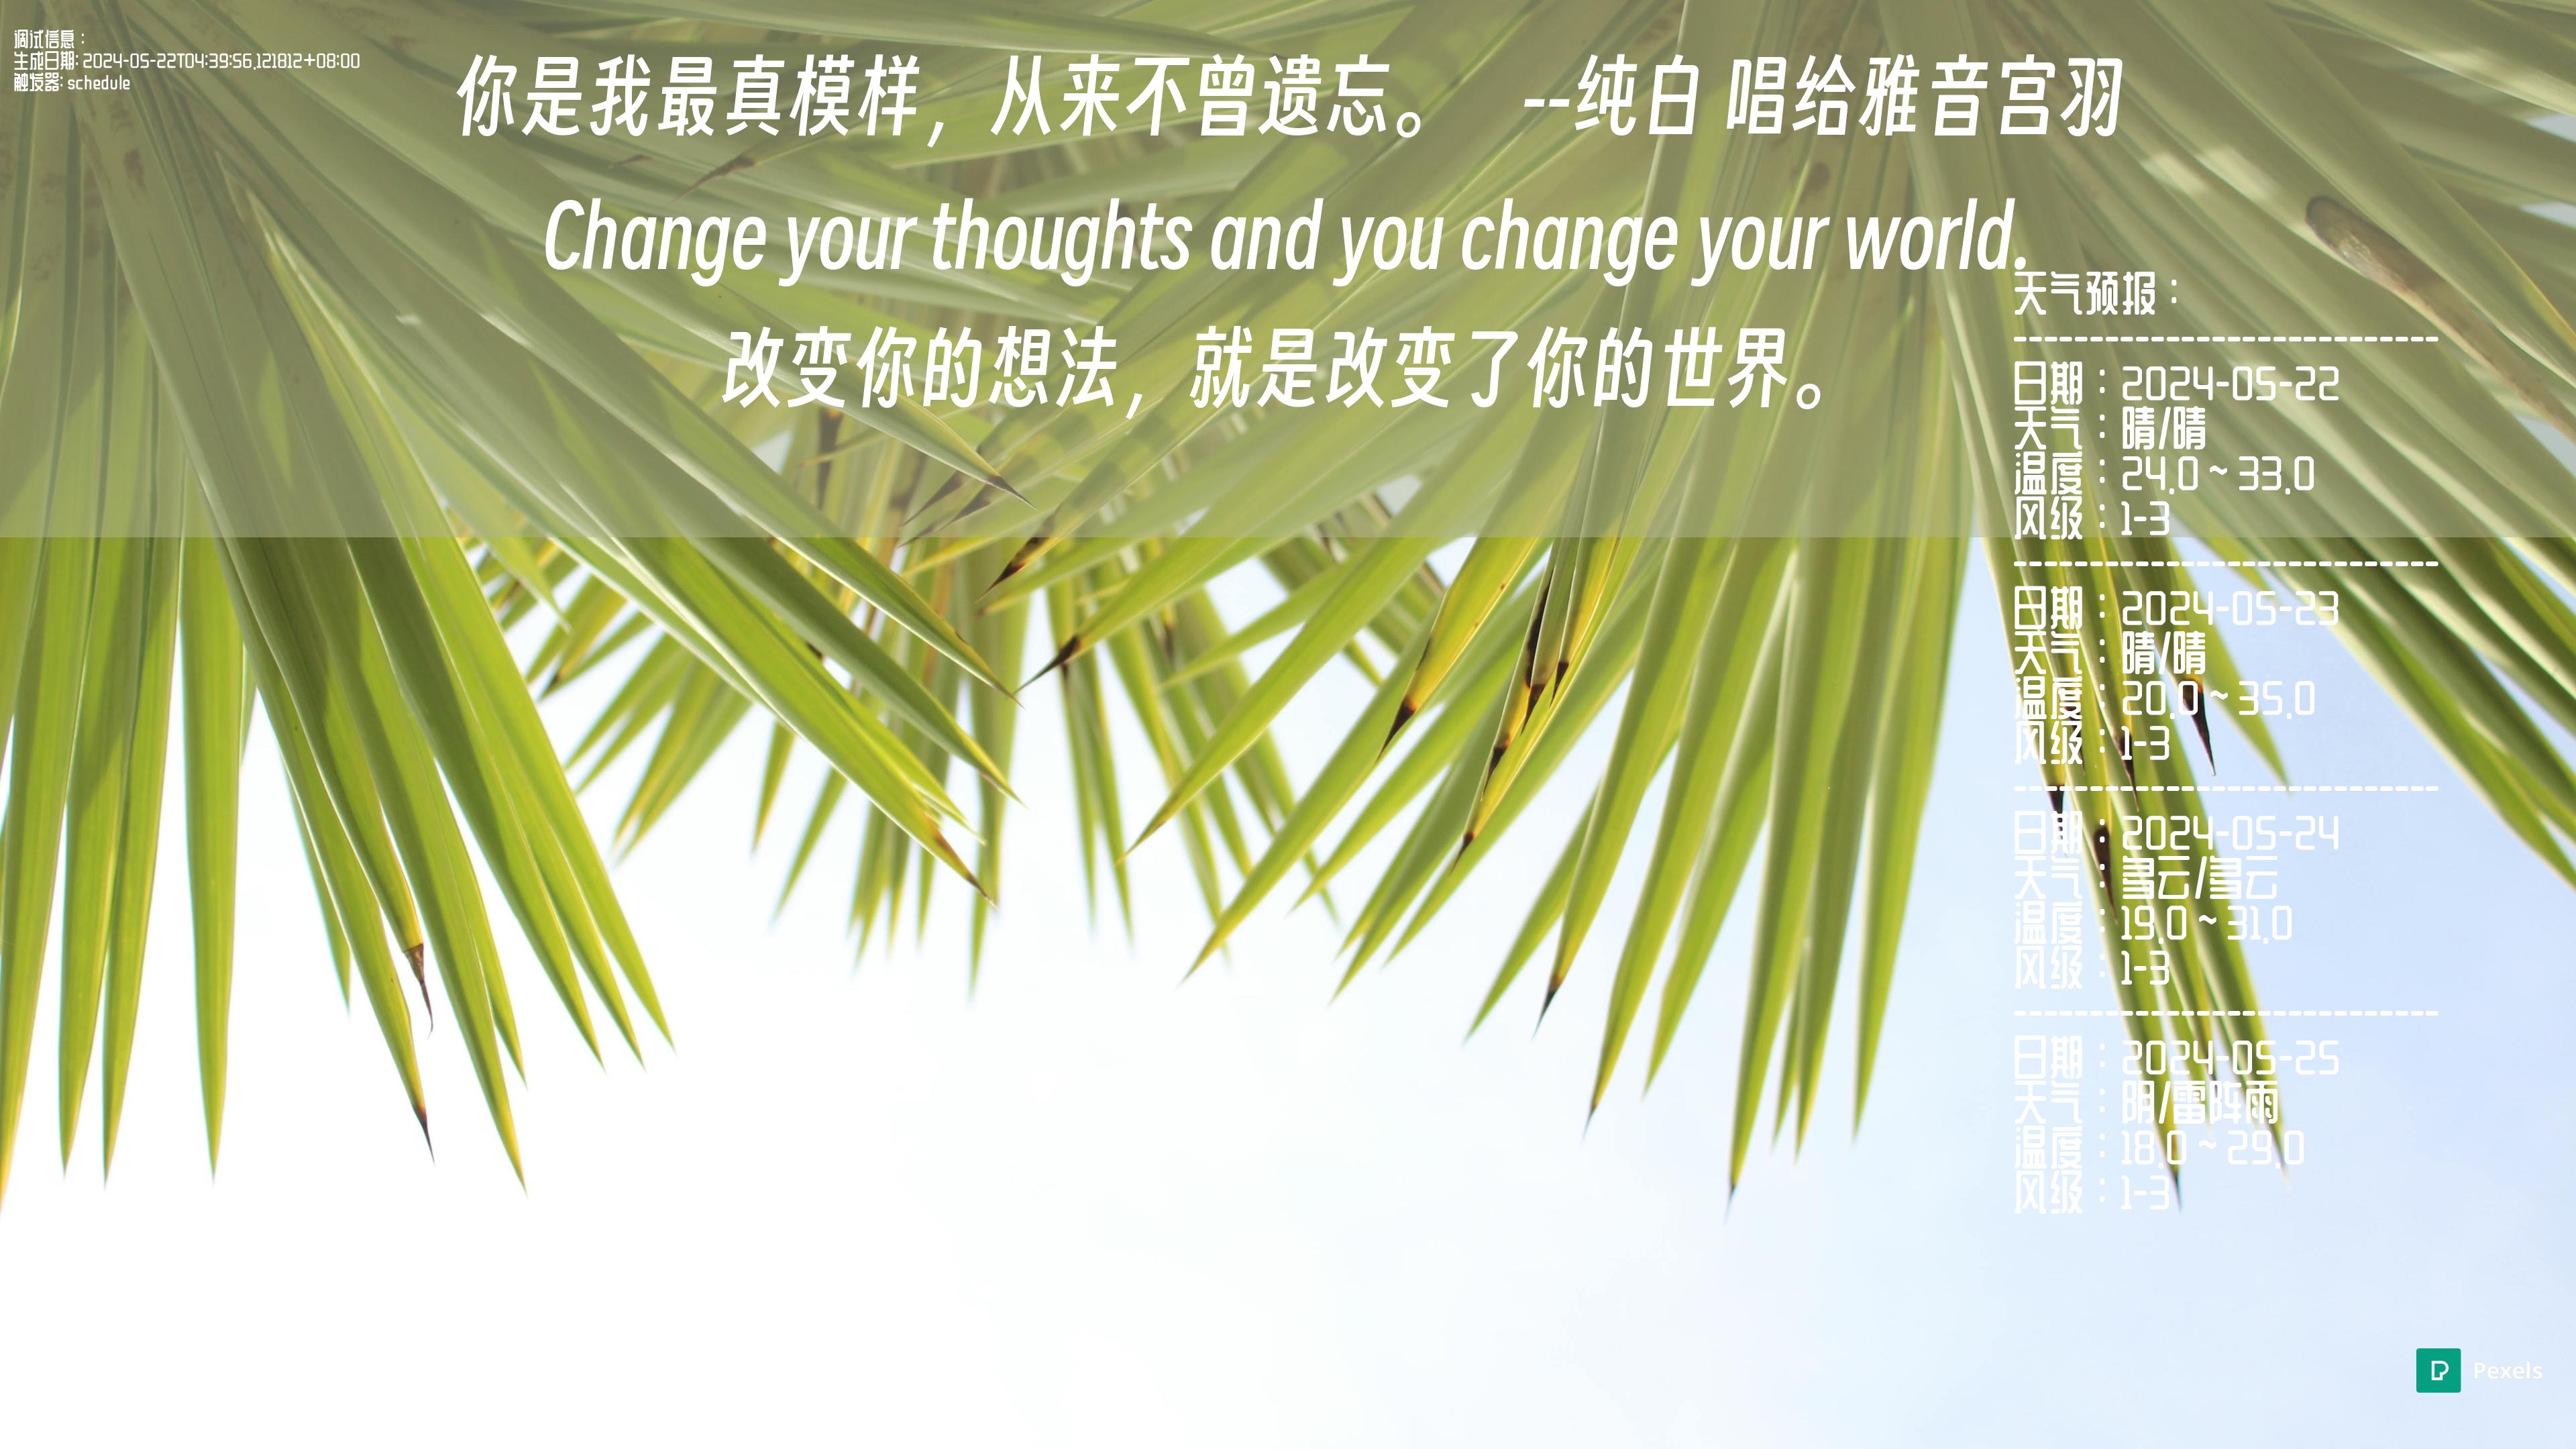 调试信息：
生成日期: 2024-05-22T04:39:56.121812+08:00
触发器: schedule
你是我最真模样，从来不曾遗忘。 --纯白 唱给雅音宫羽
Change your thoughts and you change your world.
改变你的想法，就是改变了你的世界。
天气预报：
------------------------------
日期：2024-05-22
天气：晴/晴
温度：24.0 ~ 33.0
风级：1-3
------------------------------
日期：2024-05-23
天气：晴/晴
温度：20.0 ~ 35.0
风级：1-3
------------------------------
日期：2024-05-24
天气：多云/多云
温度：19.0 ~ 31.0
风级：1-3
------------------------------
日期：2024-05-25
天气：阴/雷阵雨
温度：18.0 ~ 29.0
风级：1-3
Pexels